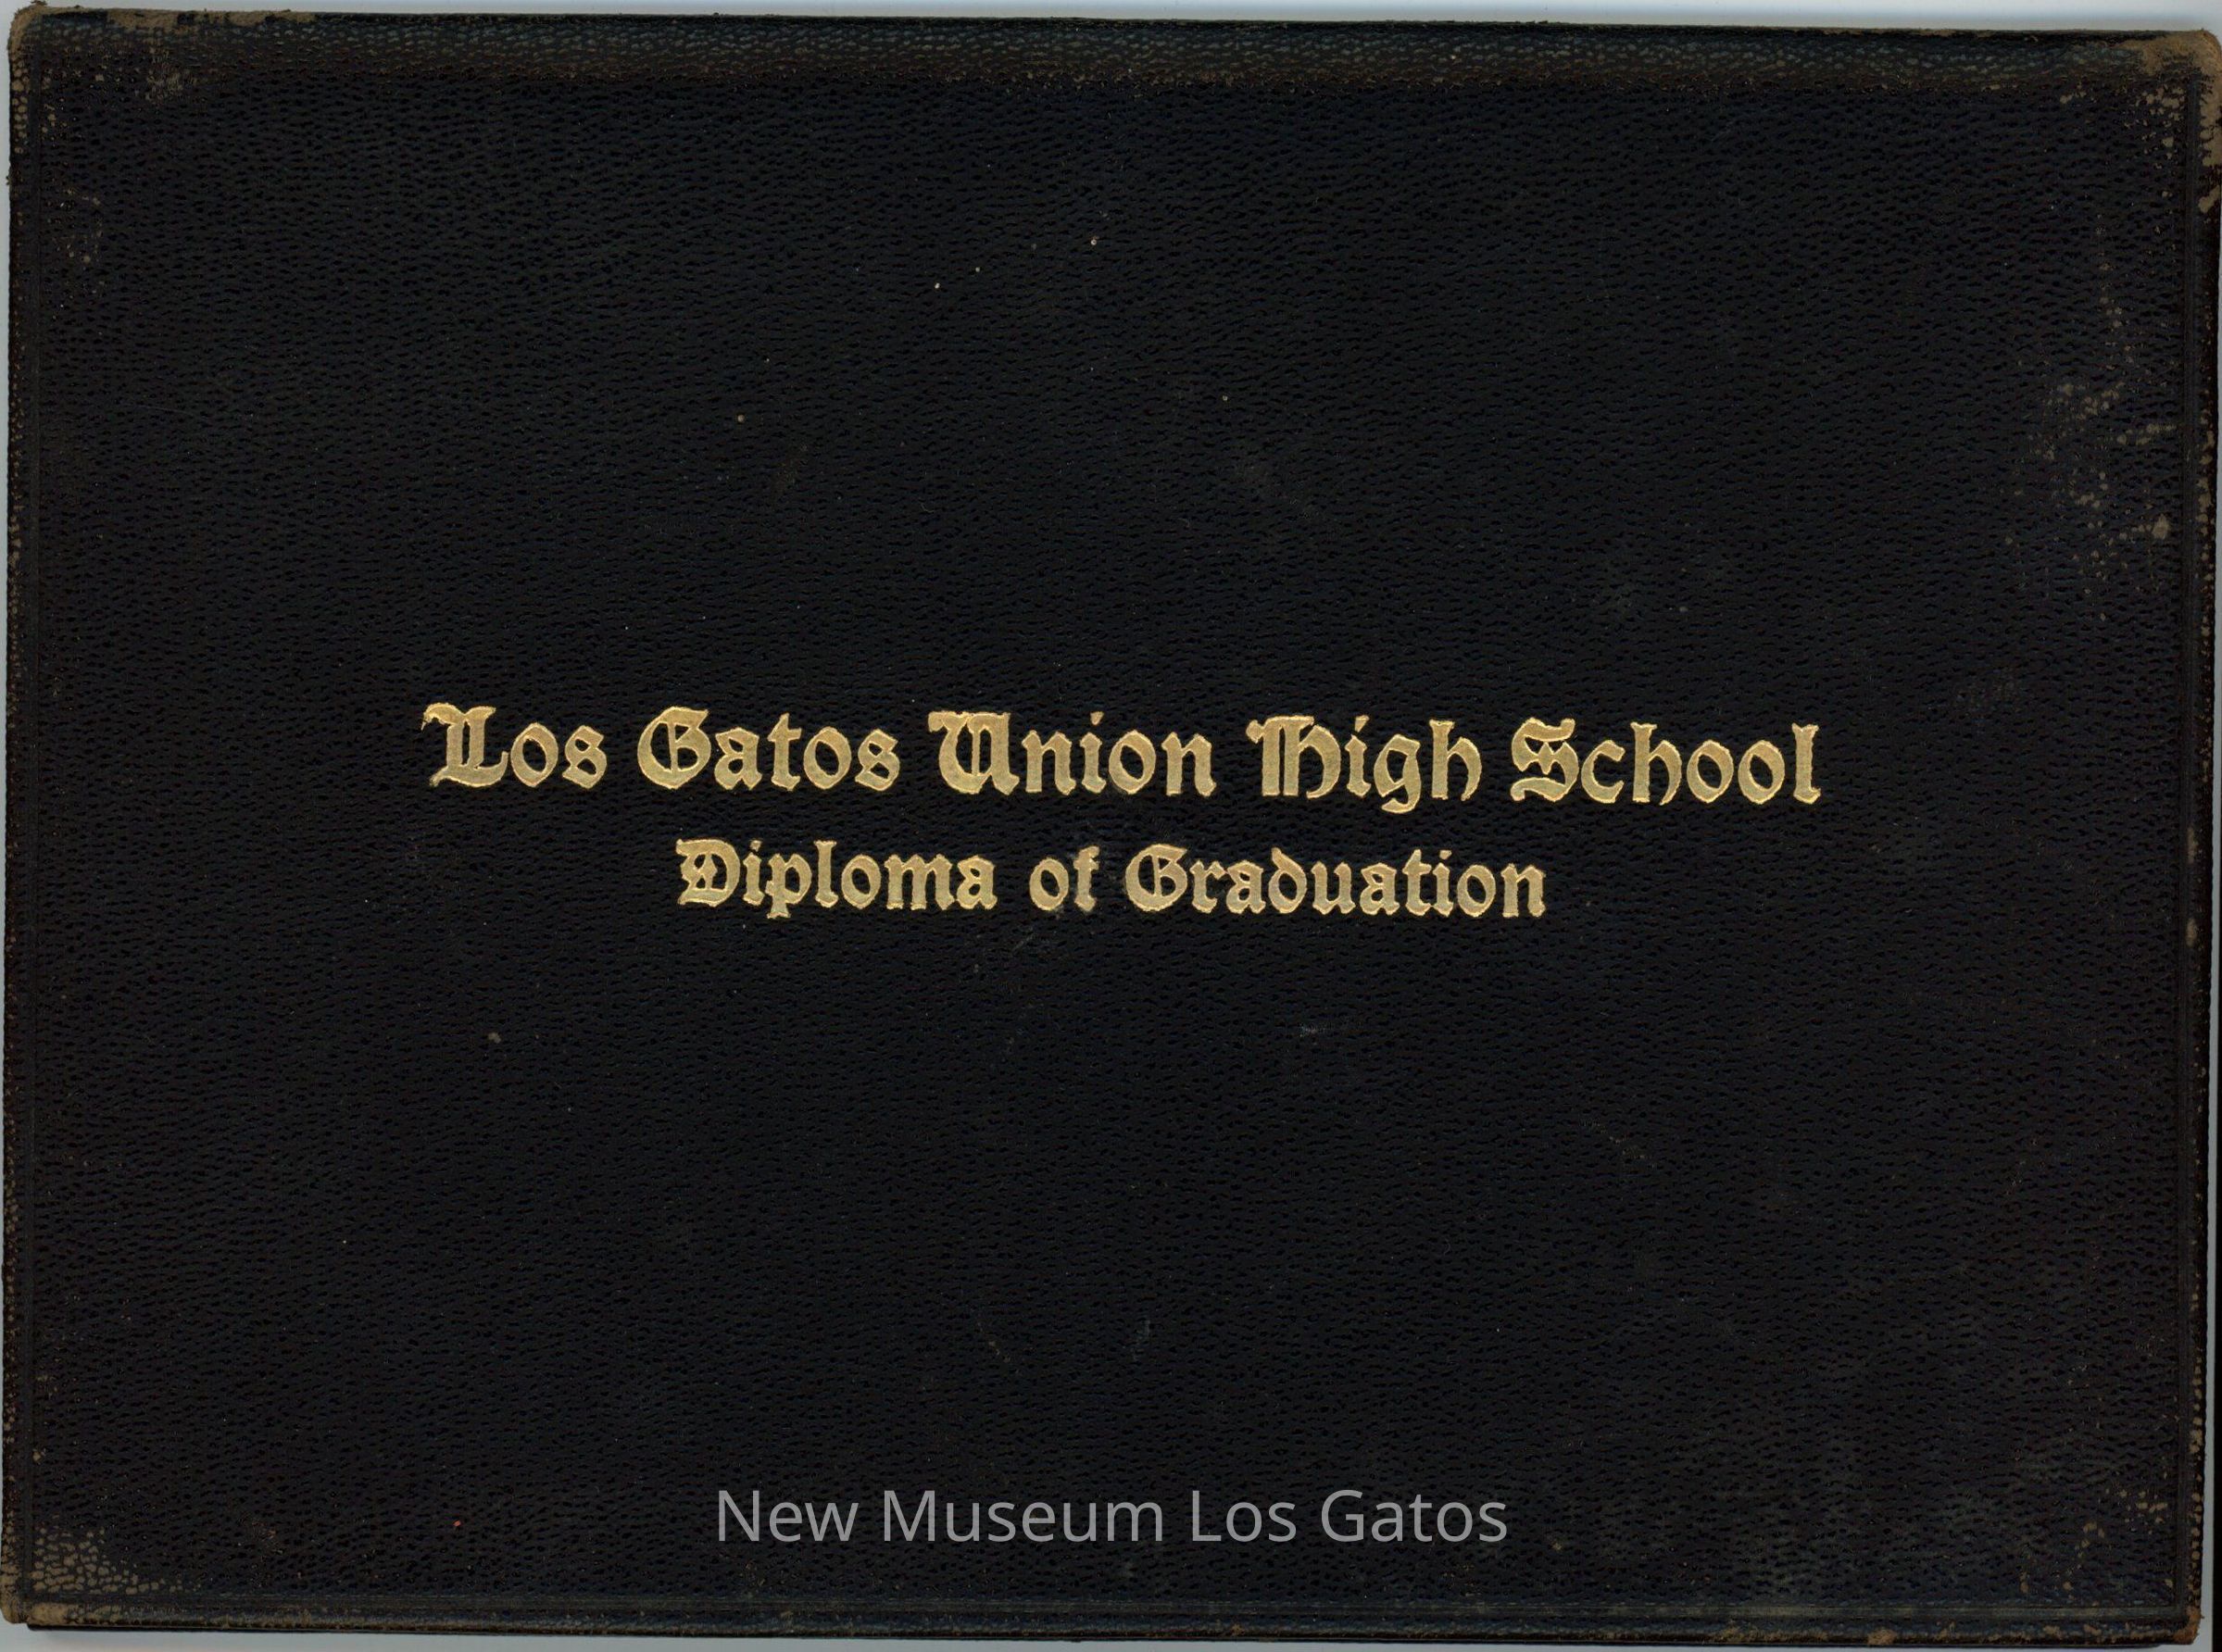 Los Gatos Union High School
Diploma of Graduation
New Museum Los Gatos